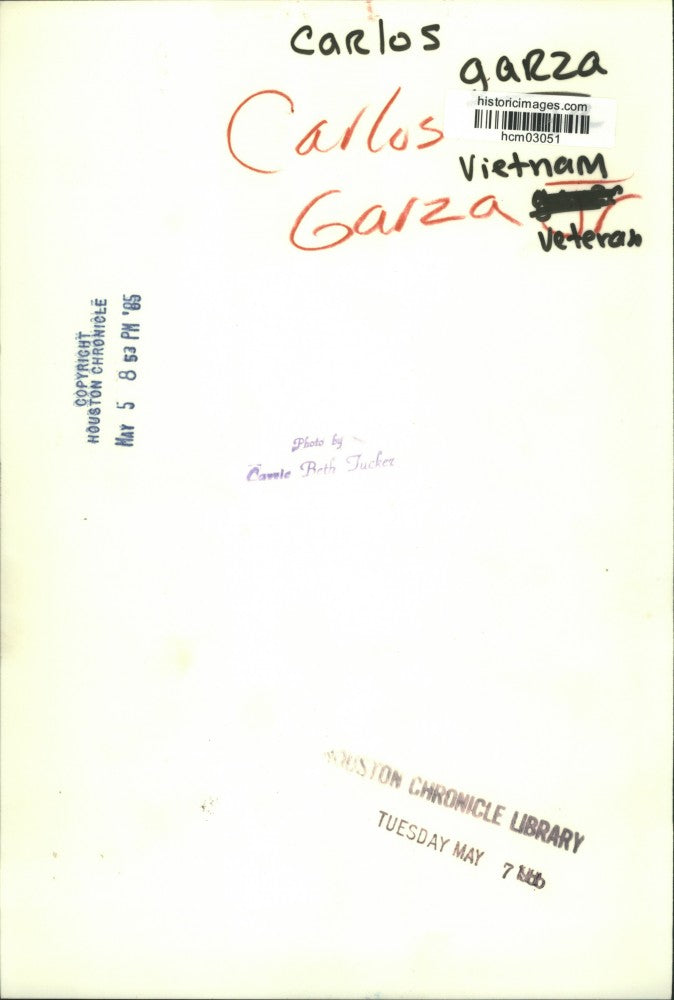 Carlos
garza
historicimages.com
hcm03051
Carlos
Vietnam
Garza
Veteran
COPYRIGHT
HOUSTON CHRONICLE
MAY 5 8 53 PM '85
Photo by
Carrie Beth Tucker
HOUSTON CHRONICLE LIBRARY
TUESDAY MAY 7